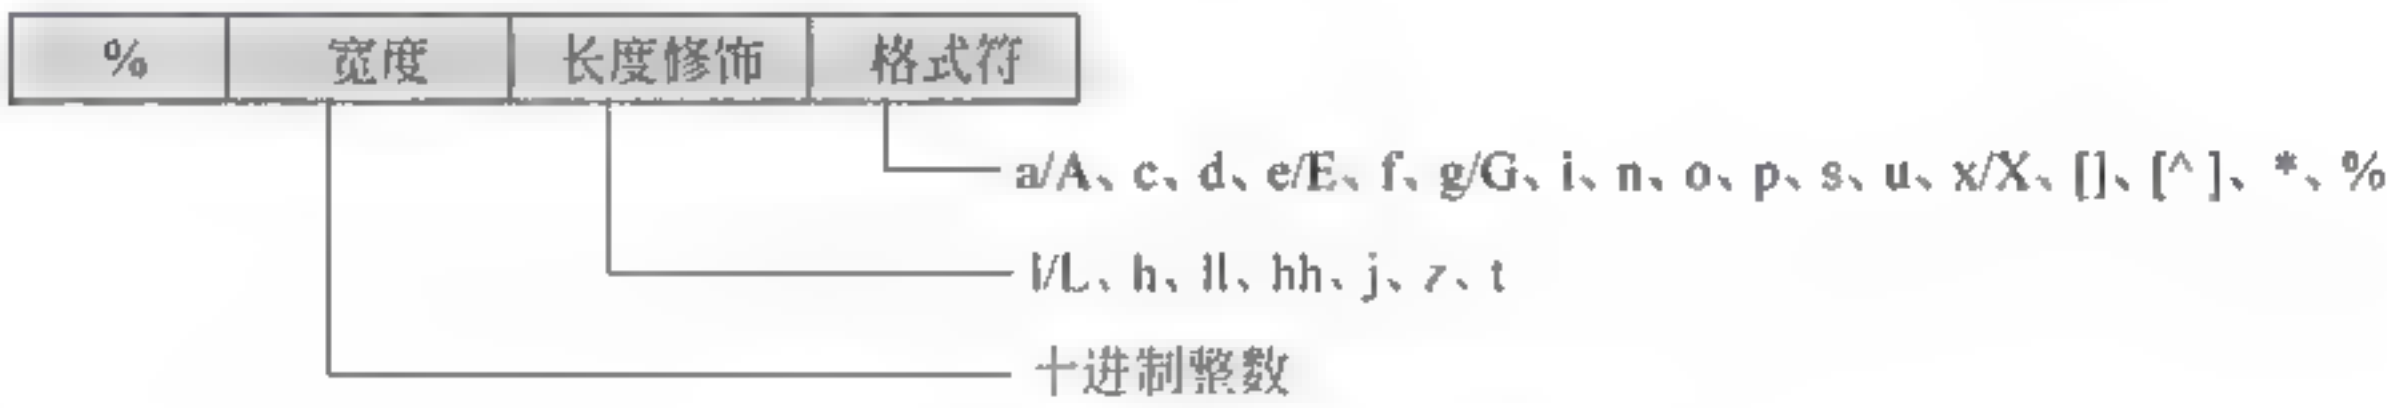 % 宽度 长度修饰 格式符
a/A、c、d、e/E、f、g/G、i、n、o、p、s、u、x/X、[]、[^ ]、*、%
l/L、h、ll、hh、j、z、t
十进制整数